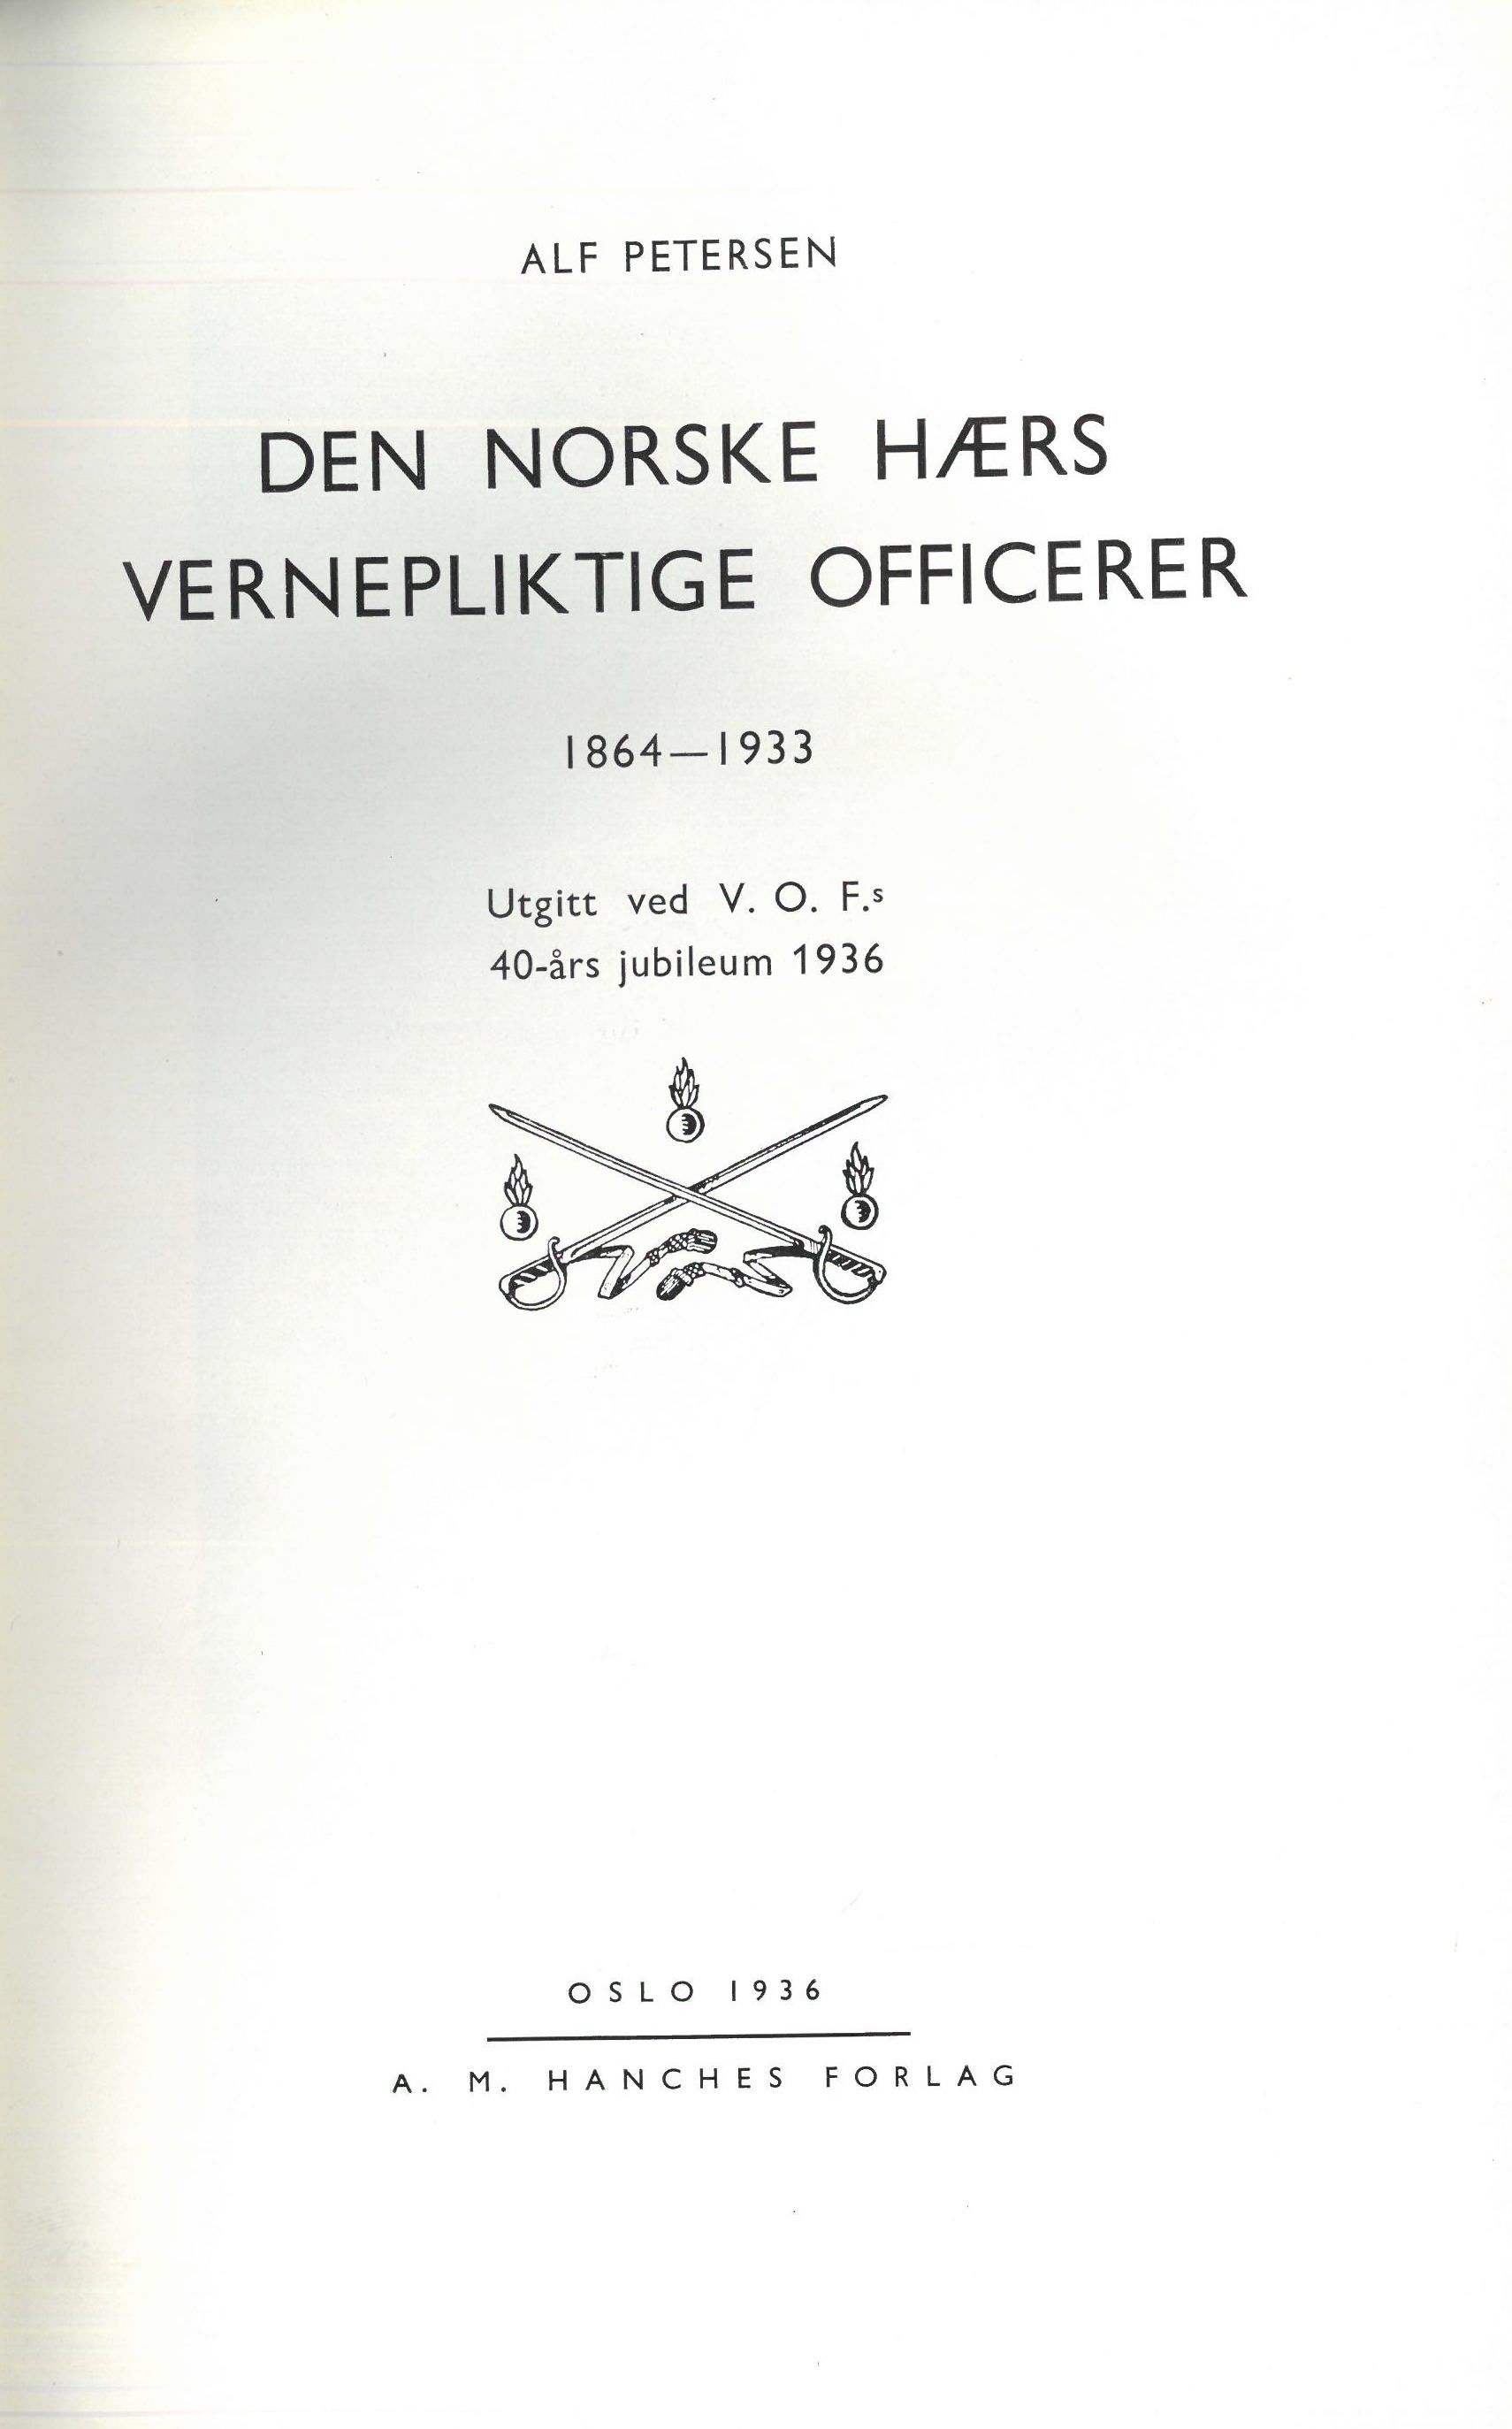 ALF PETERSEN
DEN NORSKE HÆRS
VERNEPLIKTIGE OFFICERER
1864—1933
Utgitt ved V. O. F.s
40-års jubileum 1936
OSLO 1936
A. M. HANCHES FORLAG